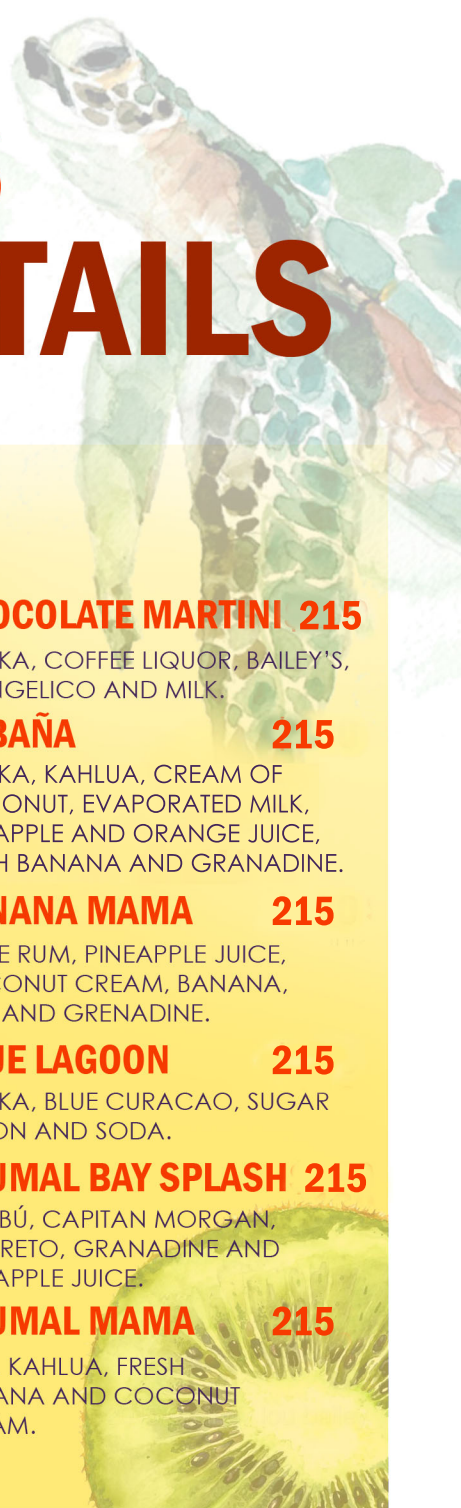 TAILS
OCOLATE MARTINI 215
KA, COFFEE LIQUOR, BAILEY'S,
NGELICO AND MILK.
BAÑA 215
KA, KAHLUA, CREAM OF
ONUT, EVAPORATED MILK,
APPLE AND ORANGE JUICE,
H BANANA AND GRANADINE.
NANA MAMA 215
E RUM, PINEAPPLE JUICE,
CONUT CREAM, BANANA,
AND GRENADINE.
UE LAGOON 215
KA, BLUE CURACAO, SUGAR
ON AND SODA.
UMAL BAY SPLASH 215
BÚ, CAPITAN MORGAN,
RETO, GRANADINE AND
APPLE JUICE.
UMAL MAMA 215
KAHLUA, FRESH
ANA AND COCONUT
AM.